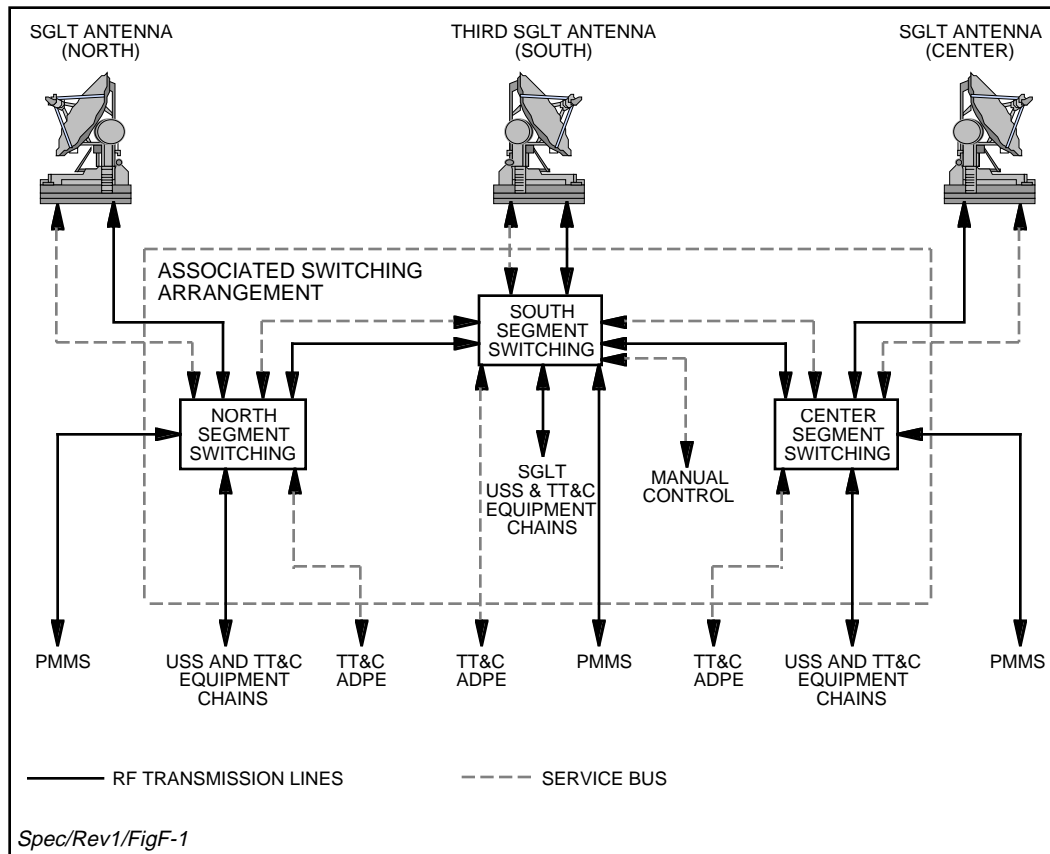 SGLT ANTENNA
(NORTH)
THIRD SGLT ANTENNA
(SOUTH)
SGLT ANTENNA
(CENTER)
ASSOCIATED SWITCHING
ARRANGEMENT
SOUTH
SEGMENT
SWITCHING
NORTH
SEGMENT
SWITCHING
CENTER
SEGMENT
SWITCHING
SGLT
USS & TT&C
EQUIPMENT
CHAINS
MANUAL
CONTROL
PMMS
USS AND TT&C
EQUIPMENT
CHAINS
TT&C
ADPE
TT&C
ADPE
PMMS
TT&C
ADPE
USS AND TT&C
EQUIPMENT
CHAINS
PMMS
RF TRANSMISSION LINES
SERVICE BUS
Spec/Rev1/FigF-1